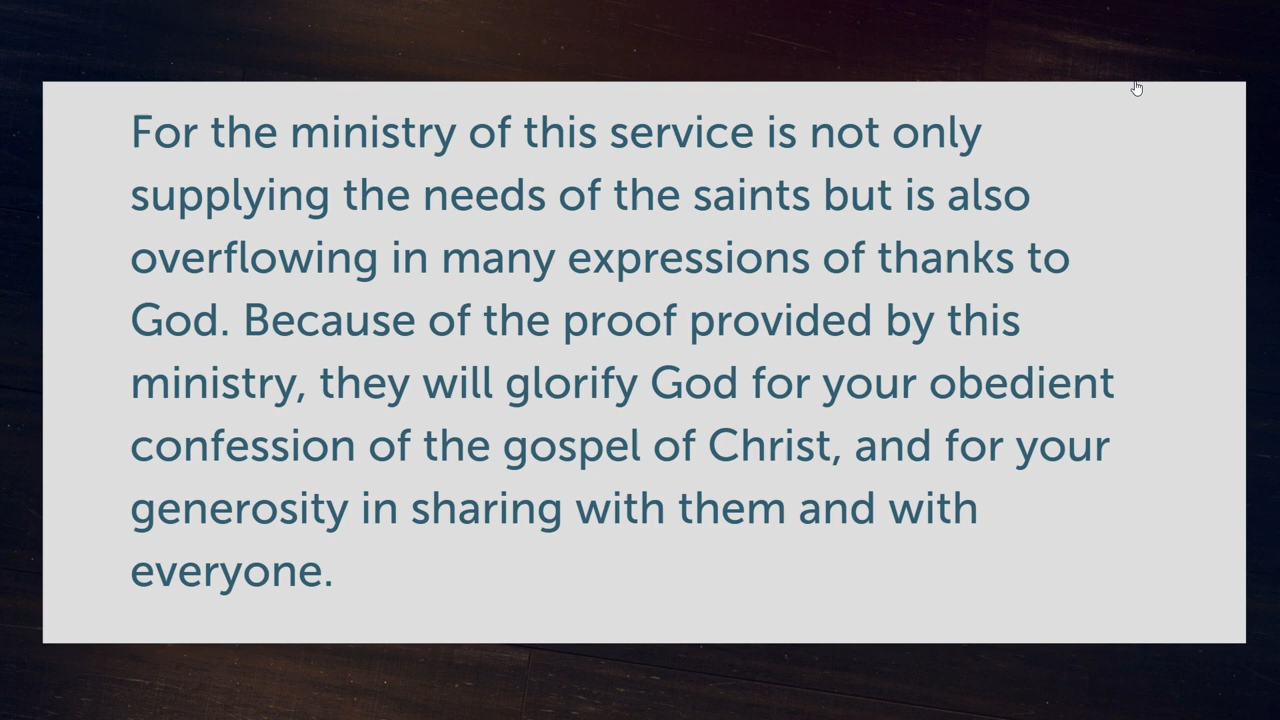 For the ministry of this service is not only
supplying the needs of the saints but is also
overflowing in many expressions of thanks to
God. Because of the proof provided by this
ministry, they will glorify God for your obedient
confession of the gospel of Christ, and for your
generosity in sharing with them and with
everyone.